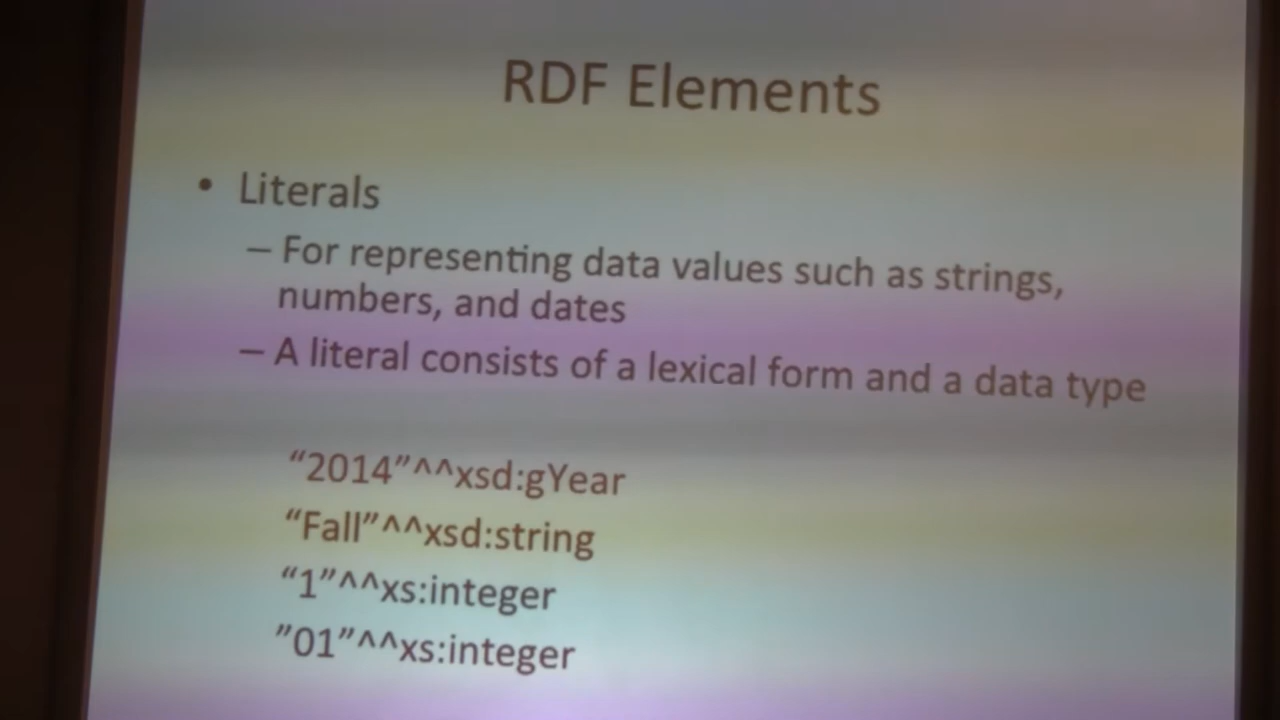 RDF Elements
• Literals
– For representing data values such as strings,
numbers, and dates
– A literal consists of a lexical form and a data type
“2014”^^xsd:gYear
“Fall”^^xsd:string
“1”^^xs:integer
”01”^^xs:integer